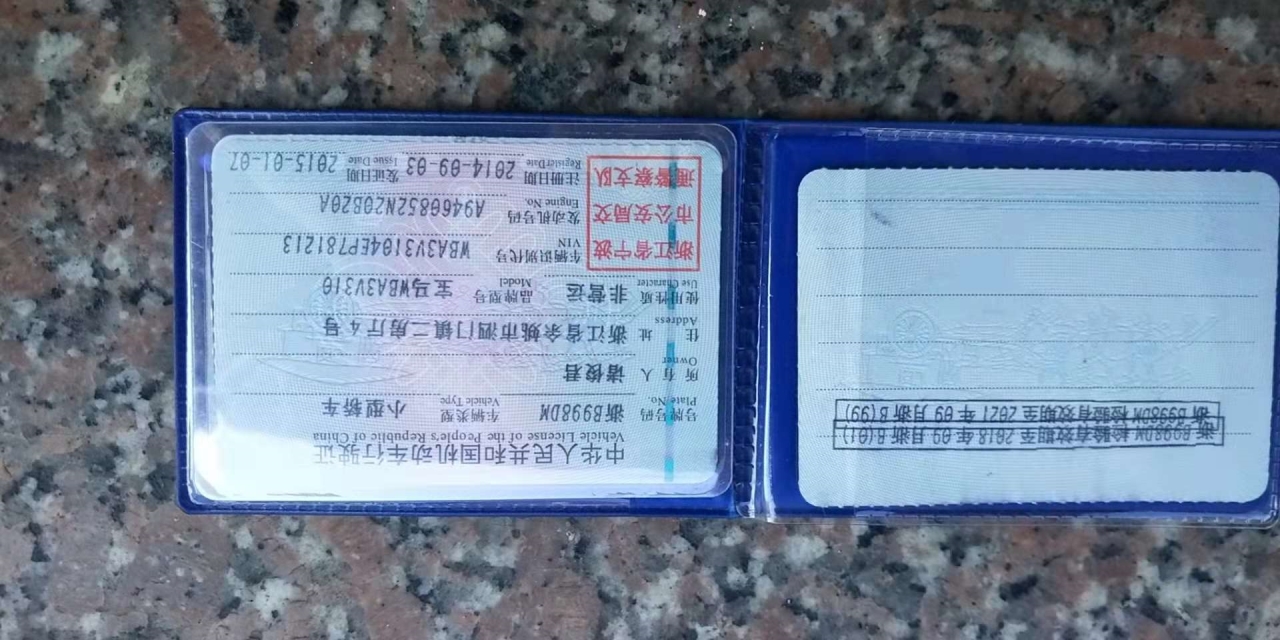 中华人民共和国机动车行驶证
Vehicle License of the People's Republic of China
号牌号码 浙B998DM 车辆类型 小型轿车
Plate No. Vehicle Type
所有人 诸俊君
Owner
住址 浙江省余姚市泗门镇二房厅4号
Address
使用性质 非营运 品牌型号 宝马WBA3V310
Use Character Model
浙江省宁波
市公安局交
通警察支队
车辆识别代号 WBA3V3104EP781213
VIN
发动机号码 A9460852N20B20A
Engine No.
注册日期 2014-09-03 发证日期 2015-01-07
Register Date Issue Date
浙B998DM 检验有效期至2018年09月浙B(01)
浙B998DM 检验有效期至2021年09月浙B(99)